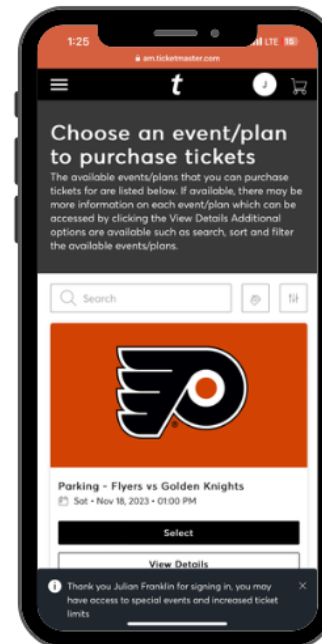 1:25
LTE 15
am.ticketmaster.com
t
J
Choose an event/plan
to purchase tickets
The available events/plans that you can purchase
tickets for are listed below. If available, there may be
more information on each event/plan which can be
accessed by clicking the View Details Additional
options are available such as search, sort and filter
the available events/plans.
Search
®
Parking - Flyers vs Golden Knights
Sat • Nov 18, 2023 • 01:00 PM
Select
View Details
Thank you Julian Franklin for signing in, you may
have access to special events and increased ticket
limits